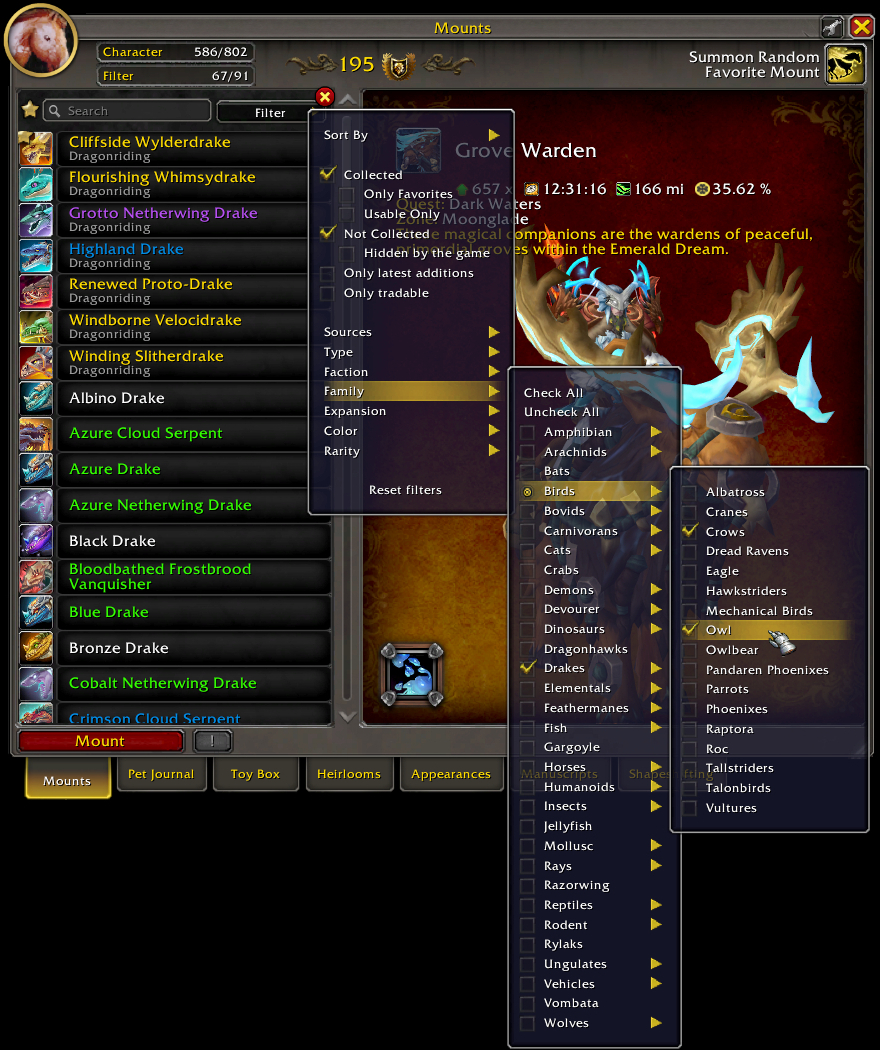 Mounts
Character 586/802
Filter 67/91
195
Summon Random
Favorite Mount
Search
Filter
Cliffside Wylderdrake
Dragonriding
Flourishing Whimsydrake
Dragonriding
Grotto Netherwing Drake
Dragonriding
Highland Drake
Dragonriding
Renewed Proto-Drake
Dragonriding
Windborne Velocidrake
Dragonriding
Winding Slitherdrake
Dragonriding
Albino Drake
Azure Cloud Serpent
Azure Drake
Azure Netherwing Drake
Black Drake
Bloodbathed Frostbrood
Vanquisher
Blue Drake
Bronze Drake
Cobalt Netherwing Drake
Crimson Cloud Serpent
Mount
!
Sort By
Collected
Only Favorites
Usable Only
Not Collected
Hidden by the game
Only latest additions
Only tradable
Sources
Type
Faction
Family
Expansion
Color
Rarity
Reset filters
Grove Warden
657 x 12:31:16 166 mi 35.62 %
Quest: Dark Waters
Zone: Moonglade
These magical companions are the wardens of peaceful,
primordial groves within the Emerald Dream.
Check All
Uncheck All
Amphibian
Arachnids
Bats
Birds
Bovids
Carnivorans
Cats
Crabs
Demons
Devourer
Dinosaurs
Dragonhawks
Drakes
Elementals
Feathermanes
Fish
Gargoyle
Horses
Humanoids
Insects
Jellyfish
Mollusc
Rays
Razorwing
Reptiles
Rodent
Rylaks
Ungulates
Vehicles
Vombata
Wolves
Albatross
Cranes
Crows
Dread Ravens
Eagle
Hawkstriders
Mechanical Birds
Owl
Owlbear
Pandaren Phoenixes
Parrots
Phoenixes
Raptora
Roc
Tallstriders
Talonbirds
Vultures
Mounts
Pet Journal
Toy Box
Heirlooms
Appearances
Manuscripts